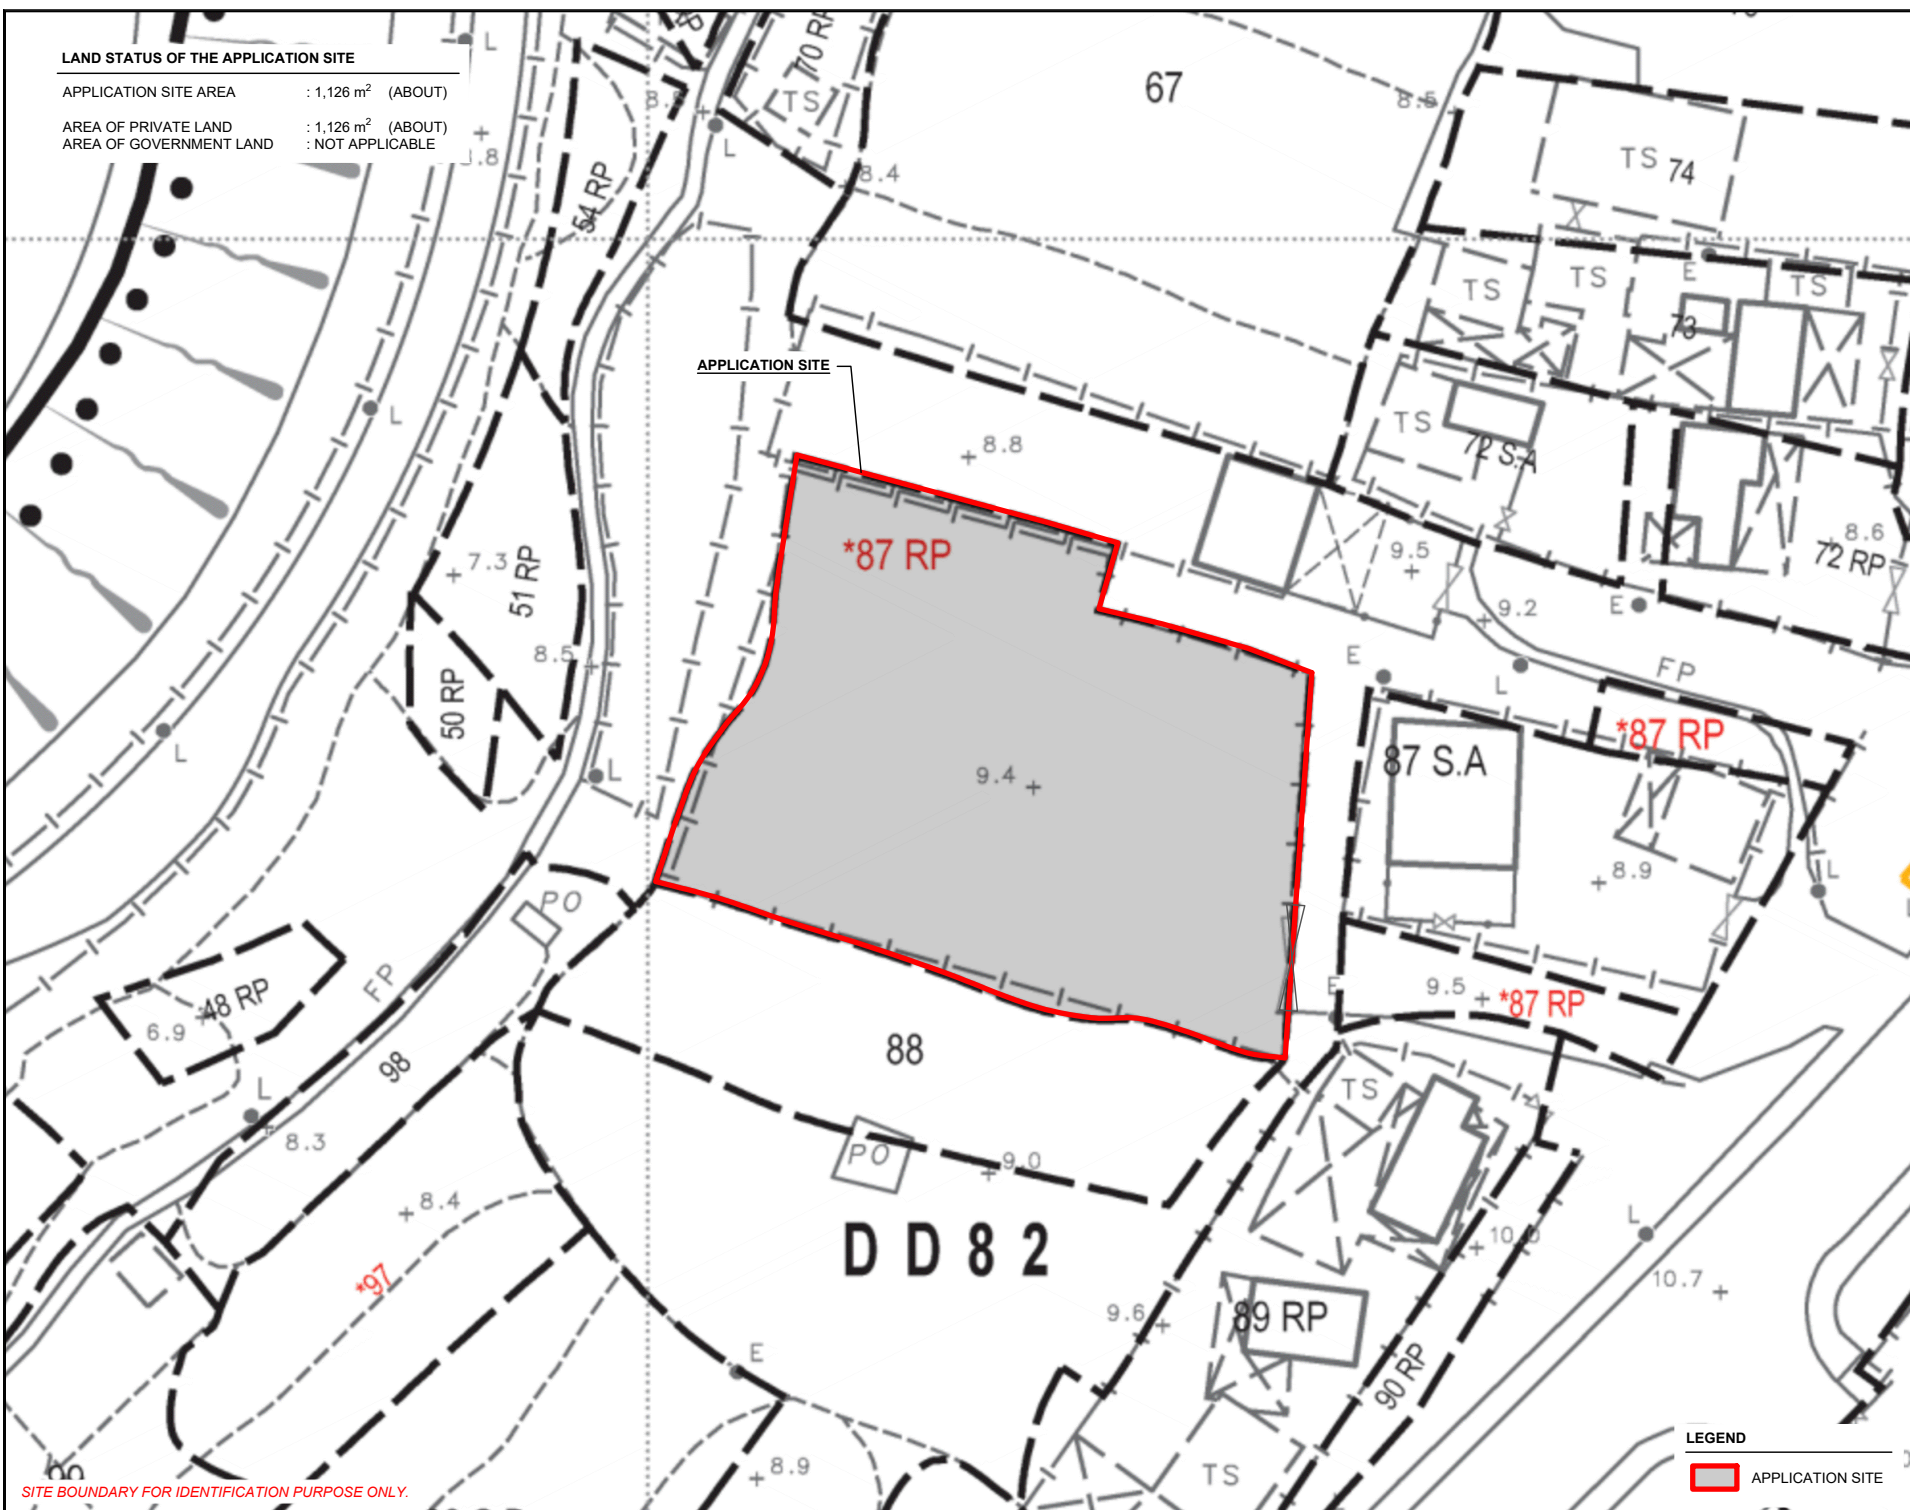 LAND STATUS OF THE APPLICATION SITE
APPLICATION SITE AREA : 1,126 m² (ABOUT)
AREA OF PRIVATE LAND : 1,126 m² (ABOUT)
AREA OF GOVERNMENT LAND : NOT APPLICABLE
L
70 RP
TS
67
8.5
8.5
L
8.4
TS 74
54 RP
TS
TS
E
TS
73
APPLICATION SITE
L
TS
72 S.A
8.8
*87 RP
9.5
8.6
72 RP
7.3
51 RP
E
9.2
8.5
E
L
FP
50 RP
*87 RP
L
87 S.A
L
9.4
8.9
L
PO
FP
48 RP
6.9
E
9.5
*87 RP
88
98
TS
L
8.3
PO
9.0
8.4
DD82
L
10.0
*97
10.7
9.6
89 RP
E
90 RP
8.9
TS
LEGEND
APPLICATION SITE
SITE BOUNDARY FOR IDENTIFICATION PURPOSE ONLY.